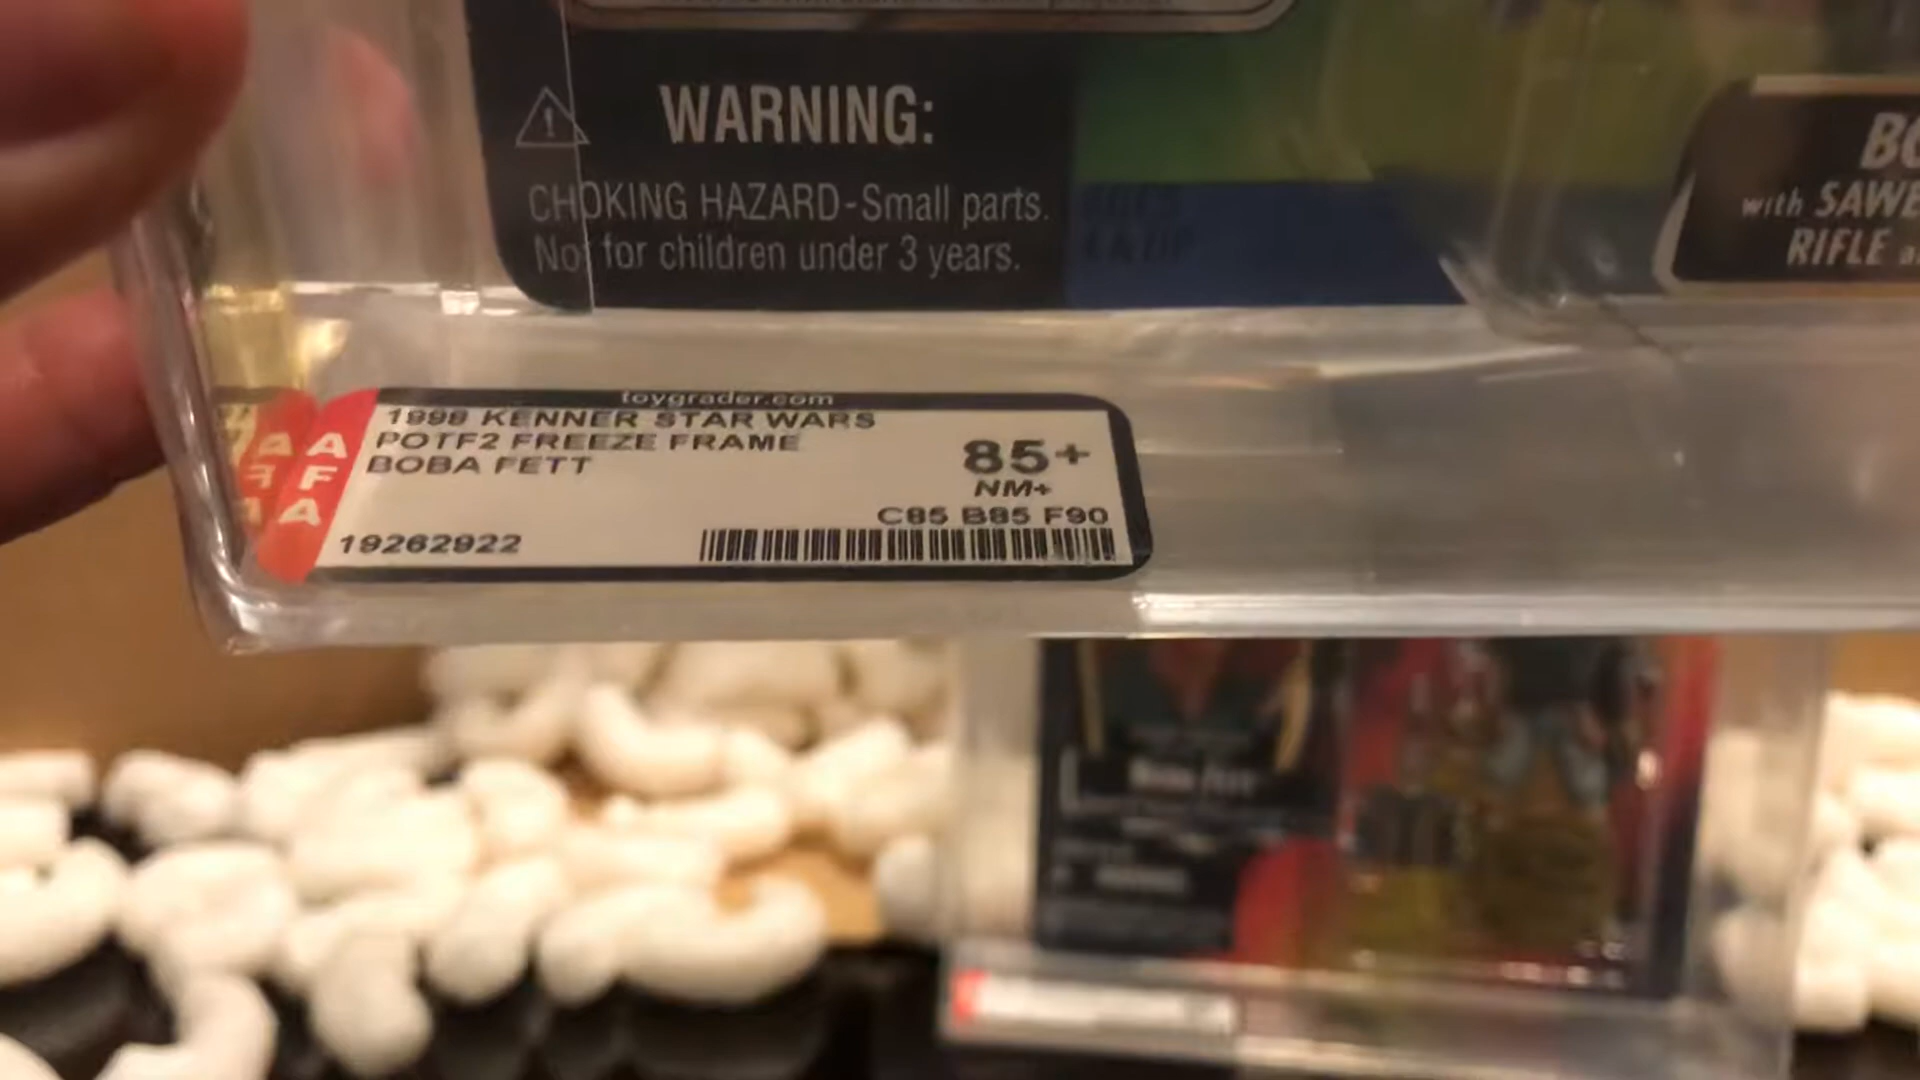 WARNING:
CHOKING HAZARD-Small parts.
Not for children under 3 years.
BO
with SAWE
RIFLE a
toygrader.com
1998 KENNER STAR WARS
POTF2 FREEZE FRAME
BOBA FETT
85+
NM+
C85 B85 F90
19262922
AFA